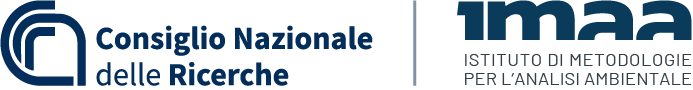 Consiglio Nazionale
delle Ricerche
imaa
ISTITUTO DI METODOLOGIE
PER L'ANALISI AMBIENTALE